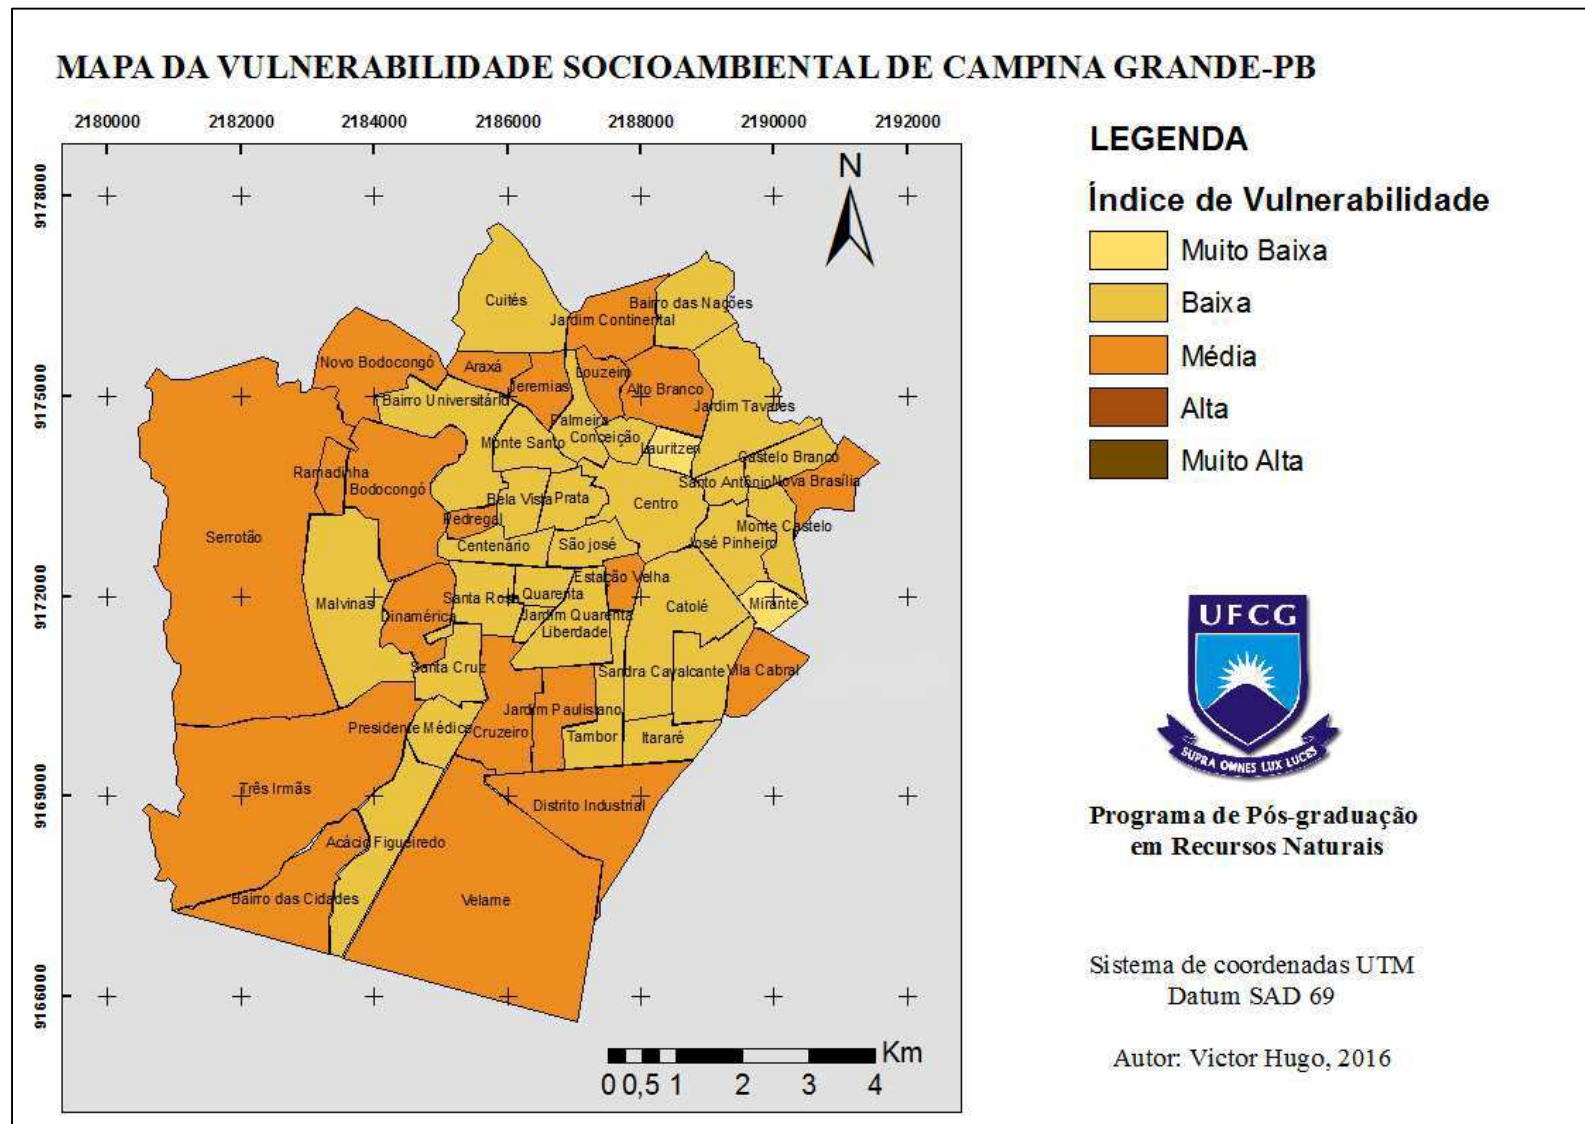 MAPA DA VULNERABILIDADE SOCIOAMBIENTAL DE CAMPINA GRANDE-PB
2180000 2182000 2184000 2186000 2188000 2190000 2192000
9178000
9175000
9172000
9169000
9166000
N
Cuités
Bairro das Nações
Jardim Continental
Novo Bodocongó
Araxá
Louzeiro
Jeremias
Alto Branco
Bairro Universitário
Jardim Tavares
Palmeira
Monte Santo
Conceição
Lauritzen
Castelo Branco
Ramadinha
Santo Antônio
Nova Brasília
Bodocongó
Bela Vista
Prata
Centro
Pedregal
Monte Castelo
Serrotão
Centenário
São josé
José Pinheiro
Estação Velha
Malvinas
Santa Rosa
Quarenta
Catolé
Mirante
Dinamérica
Jardim Quarenta
Liberdade
Santa Cruz
Sandra Cavalcante
Vila Cabral
Jardim Paulistano
Presidente Médice
Cruzeiro
Tambor
Itararé
Três Irmãs
Distrito Industrial
Acácio Figueiredo
Bairro das Cidades
Velame
Km
0 0,5 1 2 3 4
LEGENDA
Índice de Vulnerabilidade
Muito Baixa
Baixa
Média
Alta
Muito Alta
UFCG
SUPRA OMNES LUX LUCES
Programa de Pós-graduação
em Recursos Naturais
Sistema de coordenadas UTM
Datum SAD 69
Autor: Victor Hugo, 2016